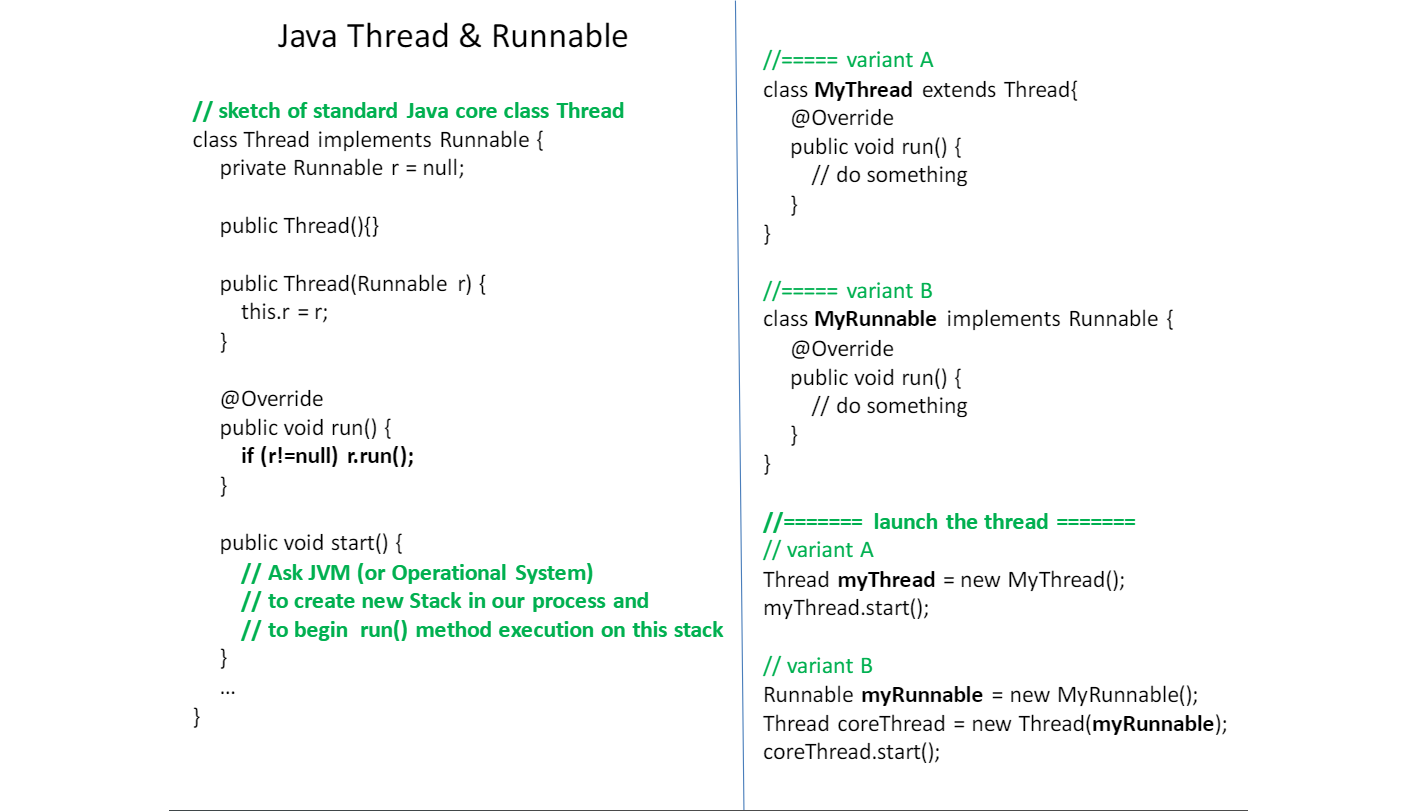 Java Thread & Runnable
// sketch of standard Java core class Thread
class Thread implements Runnable {
private Runnable r = null;
public Thread(){}
public Thread(Runnable r) {
this.r = r;
}
@Override
public void run() {
if (r!=null) r.run();
}
public void start() {
// Ask JVM (or Operational System)
// to create new Stack in our process and
// to begin run() method execution on this stack
}
...
}
//===== variant A
class MyThread extends Thread{
@Override
public void run() {
// do something
}
}
//===== variant B
class MyRunnable implements Runnable {
@Override
public void run() {
// do something
}
}
//======= launch the thread =======
// variant A
Thread myThread = new MyThread();
myThread.start();
// variant B
Runnable myRunnable = new MyRunnable();
Thread coreThread = new Thread(myRunnable);
coreThread.start();